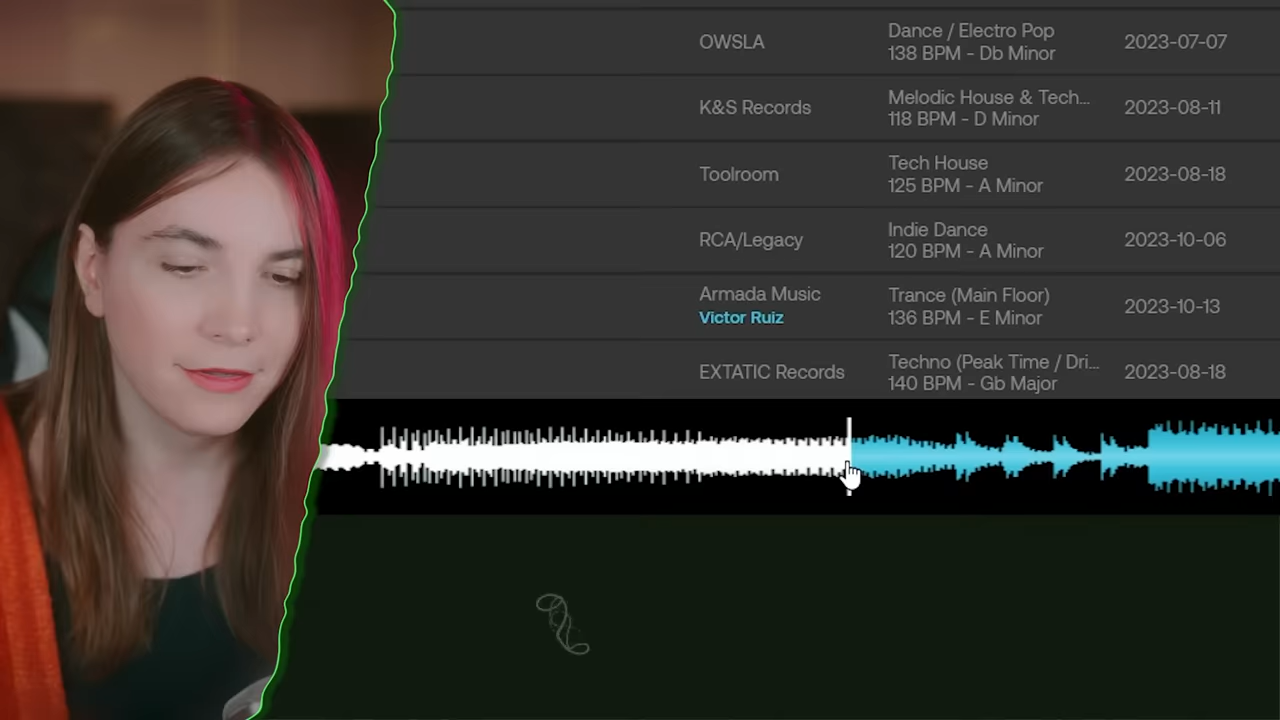 OWSLA
Dance / Electro Pop
138 BPM - Db Minor
2023-07-07
K&S Records
Melodic House & Tech...
118 BPM - D Minor
2023-08-11
Toolroom
Tech House
125 BPM - A Minor
2023-08-18
RCA/Legacy
Indie Dance
120 BPM - A Minor
2023-10-06
Armada Music
Victor Ruiz
Trance (Main Floor)
136 BPM - E Minor
2023-10-13
EXTATIC Records
Techno (Peak Time / Dri...
140 BPM - Gb Major
2023-08-18